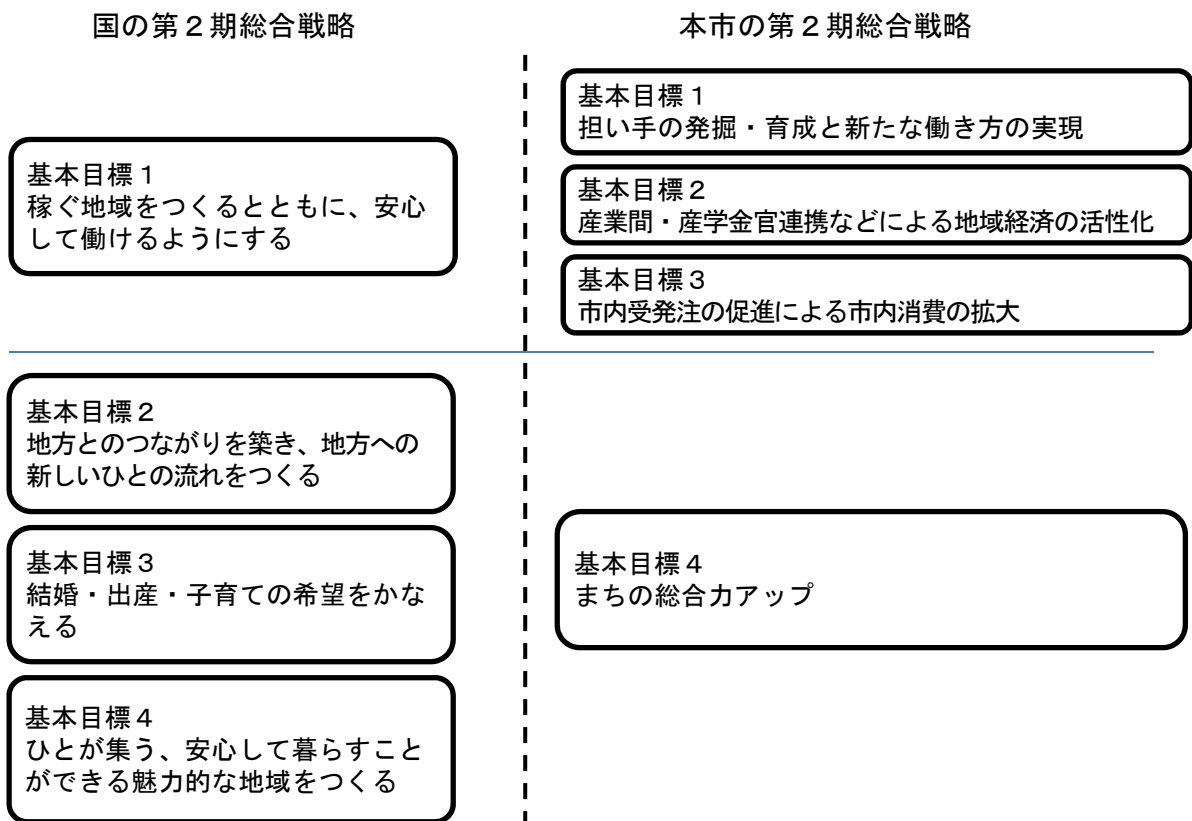 国の第２期総合戦略
本市の第２期総合戦略
基本目標１
稼ぐ地域をつくるとともに、安心
して働けるようにする
基本目標１
担い手の発掘・育成と新たな働き方の実現
基本目標２
産業間・産学金官連携などによる地域経済の活性化
基本目標３
市内受発注の促進による市内消費の拡大
基本目標２
地方とのつながりを築き、地方への
新しいひとの流れをつくる
基本目標３
結婚・出産・子育ての希望をかな
える
基本目標４
ひとが集う、安心して暮らすこと
ができる魅力的な地域をつくる
基本目標４
まちの総合力アップ